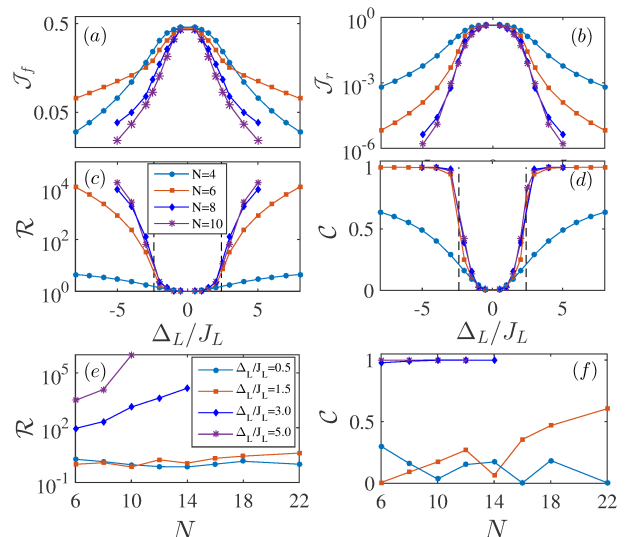 0.5
0.05
𝒥_f
(a)
10^0
10^-3
10^-6
𝒥_r
(b)
10^4
10^2
10^0
ℛ
(c)
N=4
N=6
N=8
N=10
-5 0 5
Δ_L/J_L
1
0.5
0
𝒞
(d)
-5 0 5
Δ_L/J_L
10^5
10^2
10^-1
ℛ
(e)
Δ_L/J_L=0.5
Δ_L/J_L=1.5
Δ_L/J_L=3.0
Δ_L/J_L=5.0
6 10 14 18 22
N
1
0.5
0
𝒞
(f)
6 10 14 18 22
N